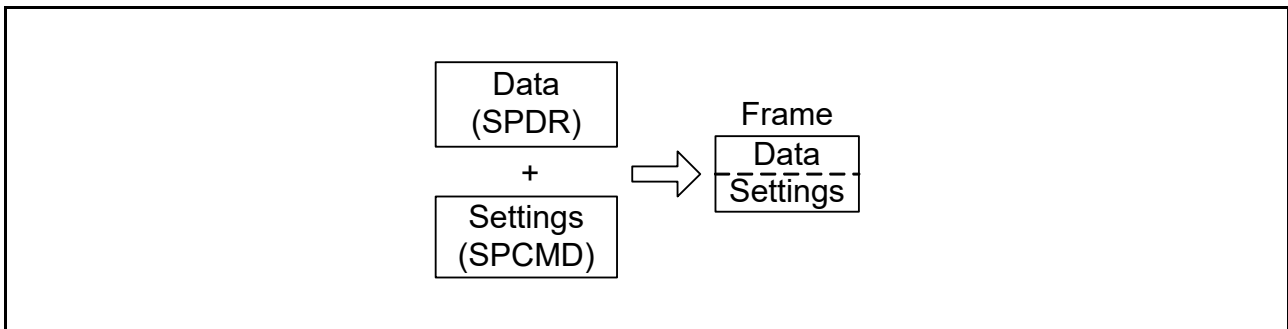 Data
(SPDR)
+
Settings
(SPCMD)
Frame
Data
Settings